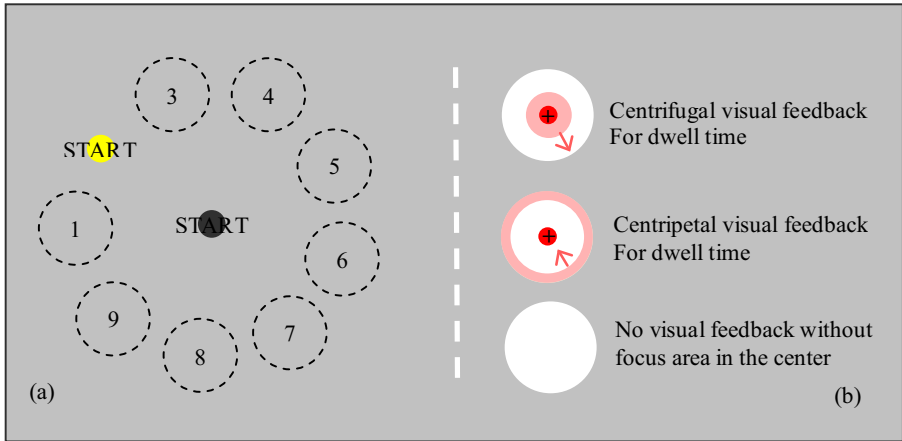 3
4
START
5
1
START
6
9
7
8
(a)
+
Centrifugal visual feedback
For dwell time
+
Centripetal visual feedback
For dwell time
No visual feedback without
focus area in the center
(b)